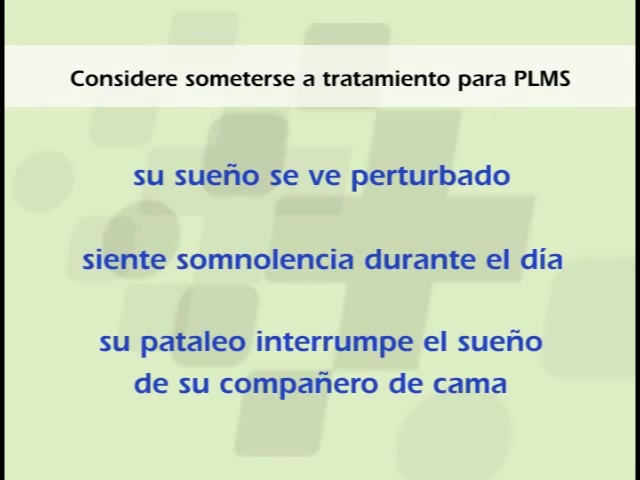 Considere someterse a tratamiento para PLMS
su sueño se ve perturbado
siente somnolencia durante el día
su pataleo interrumpe el sueño
de su compañero de cama